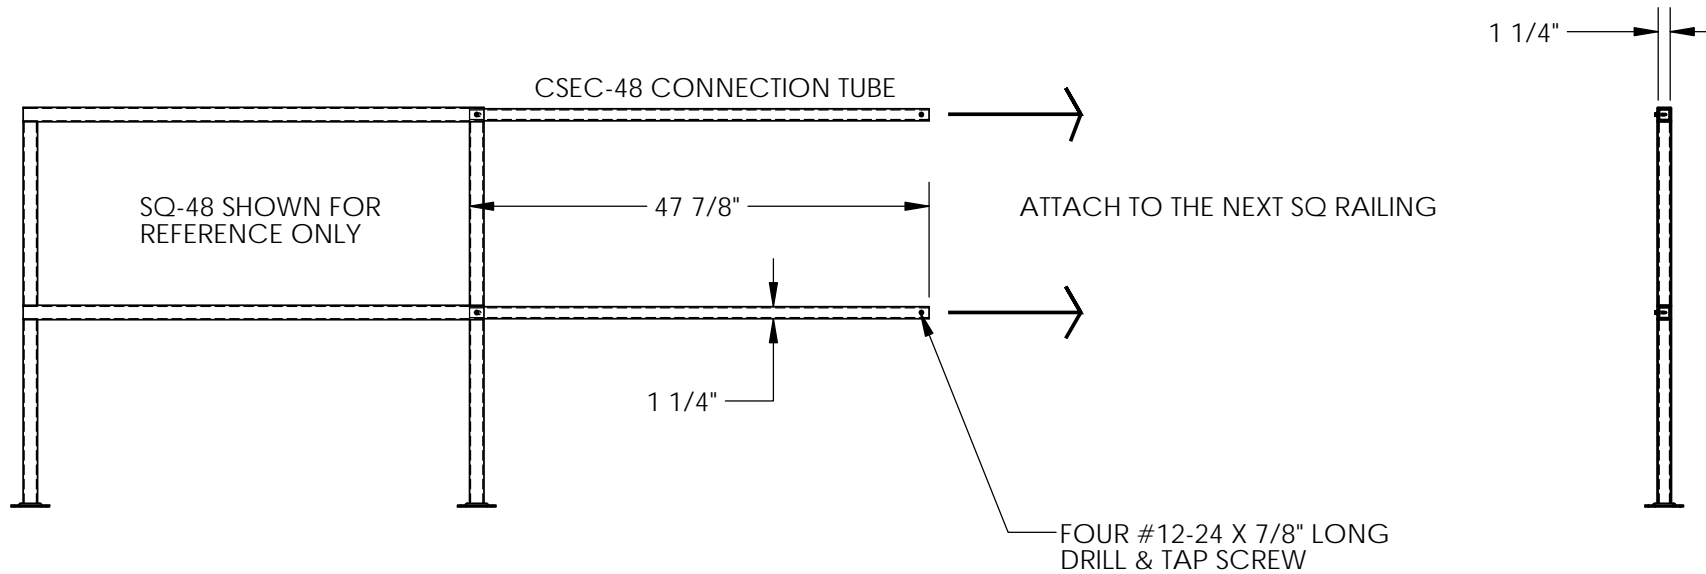 1 1/4"
CSEC-48 CONNECTION TUBE
SQ-48 SHOWN FOR
REFERENCE ONLY
47 7/8"
ATTACH TO THE NEXT SQ RAILING
1 1/4"
FOUR #12-24 X 7/8" LONG
DRILL & TAP SCREW